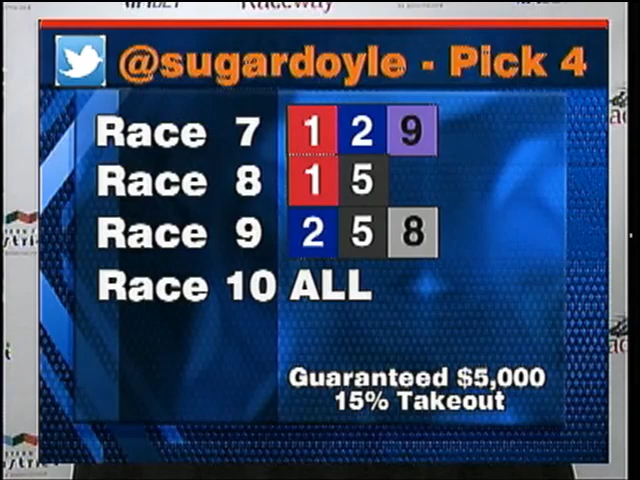 Raceway
@sugardoyle - Pick 4
Race 7 1 2 9
Race 8 1 5
Race 9 2 5 8
Race 10 ALL
Guaranteed $5,000
15% Takeout